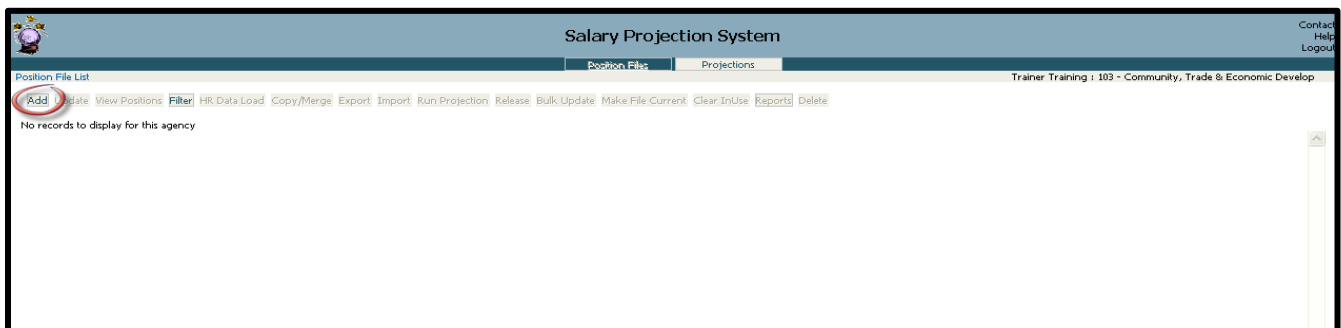 Salary Projection System
Contact
Help
Logout
Position Files Projections
Position File List Trainer Training : 103 - Community, Trade & Economic Develop
Add Update View Positions Filter HR Data Load Copy/Merge Export Import Run Projection Release Bulk Update Make File Current Clear InUse Reports Delete
No records to display for this agency